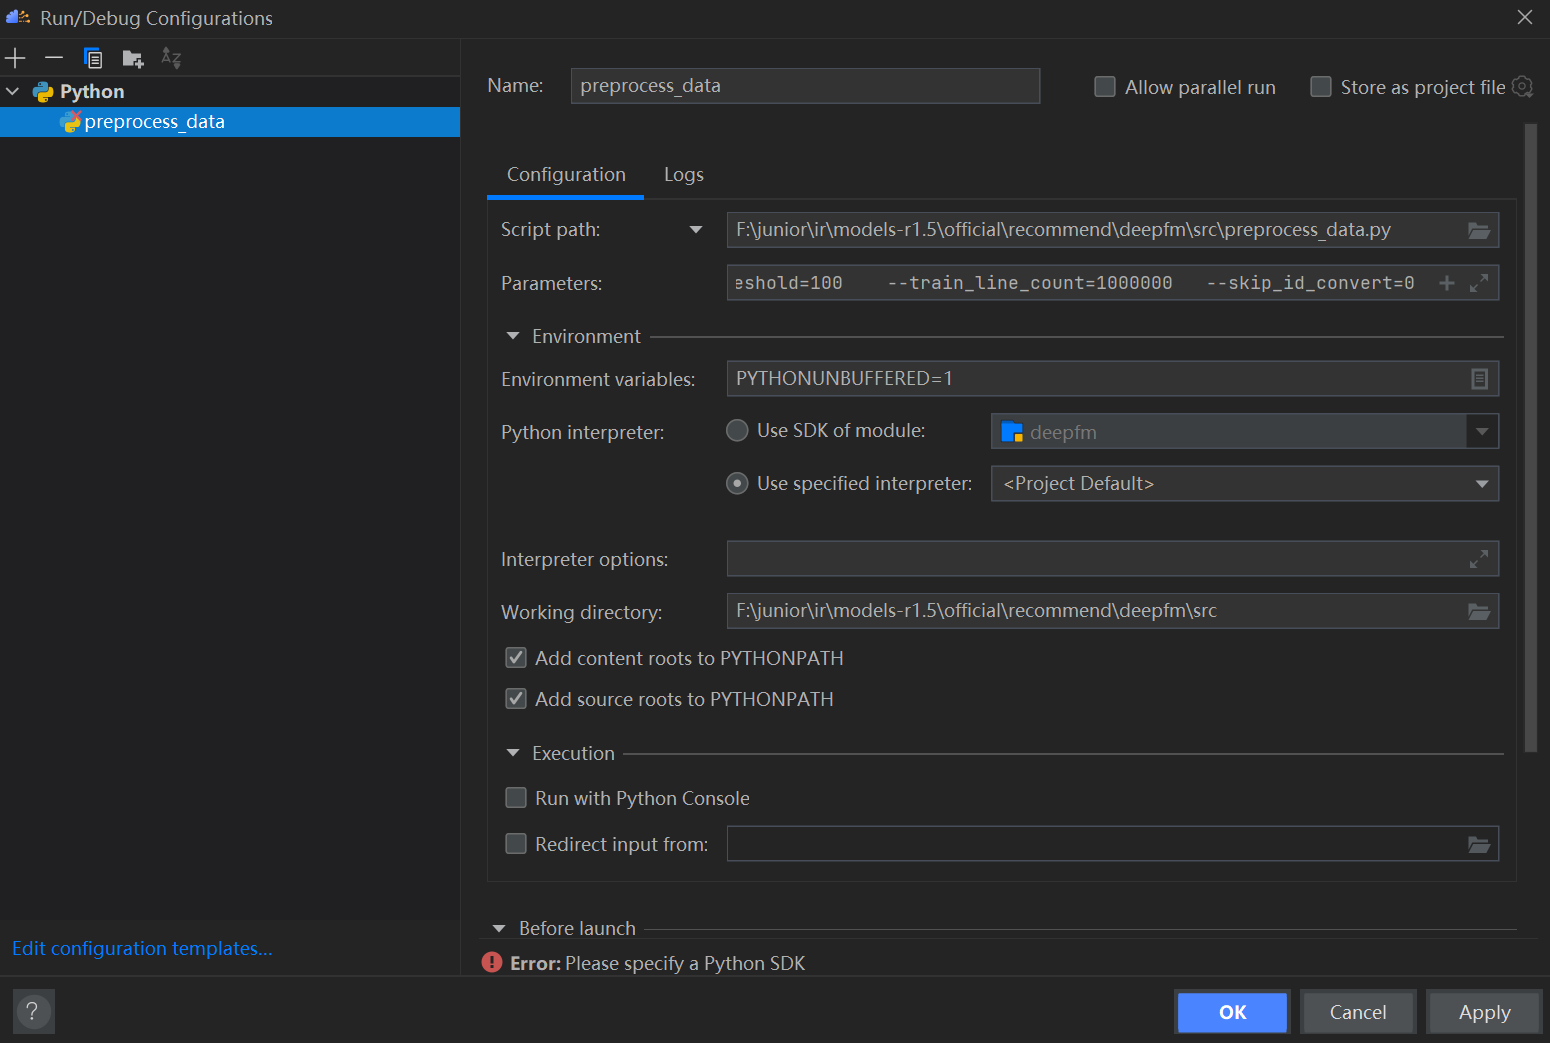 Run/Debug Configurations
Python
preprocess_data
Name: preprocess_data
Allow parallel run
Store as project file
Configuration
Logs
Script path: F:\junior\ir\models-r1.5\official\recommend\deepfm\src\preprocess_data.py
Parameters: eshold=100 --train_line_count=1000000 --skip_id_convert=0
Environment
Environment variables: PYTHONUNBUFFERED=1
Python interpreter: Use SDK of module: deepfm
Use specified interpreter: <Project Default>
Interpreter options:
Working directory: F:\junior\ir\models-r1.5\official\recommend\deepfm\src
Add content roots to PYTHONPATH
Add source roots to PYTHONPATH
Execution
Run with Python Console
Redirect input from:
Before launch
Edit configuration templates...
Error: Please specify a Python SDK
?
OK
Cancel
Apply